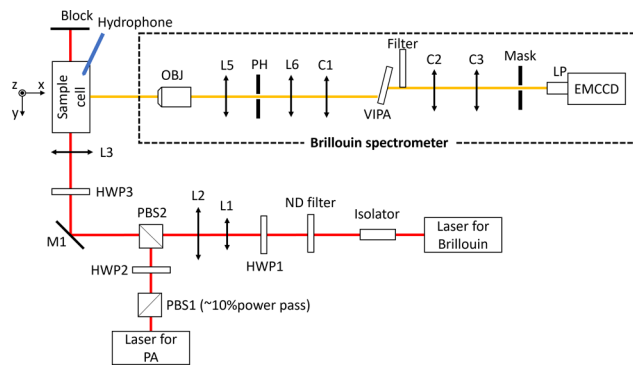 Block
Hydrophone
z
x
y
Sample
cell
OBJ
L5
PH
L6
C1
Filter
VIPA
C2
C3
Mask
LP
EMCCD
Brillouin spectrometer
L3
HWP3
M1
PBS2
L2
L1
HWP1
ND filter
Isolator
Laser for
Brillouin
HWP2
PBS1 (~10%power pass)
Laser for
PA